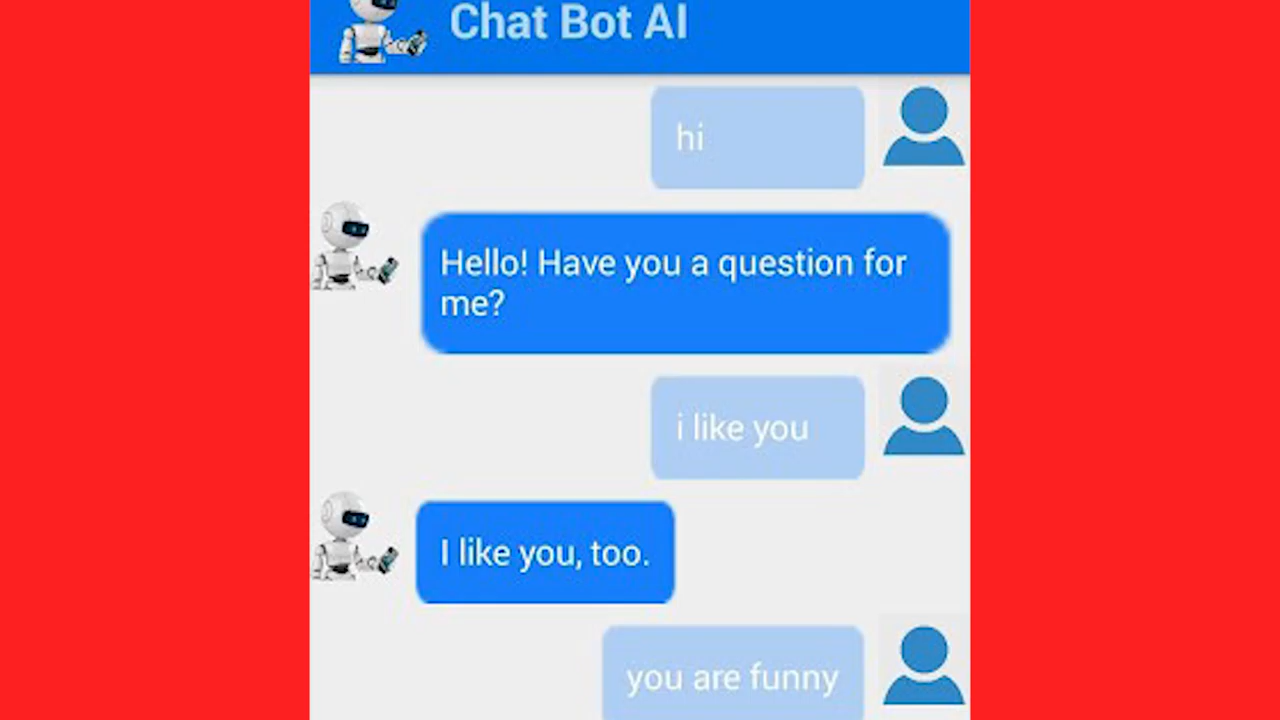 Chat Bot AI
hi
Hello! Have you a question for
me?
i like you
I like you, too.
you are funny